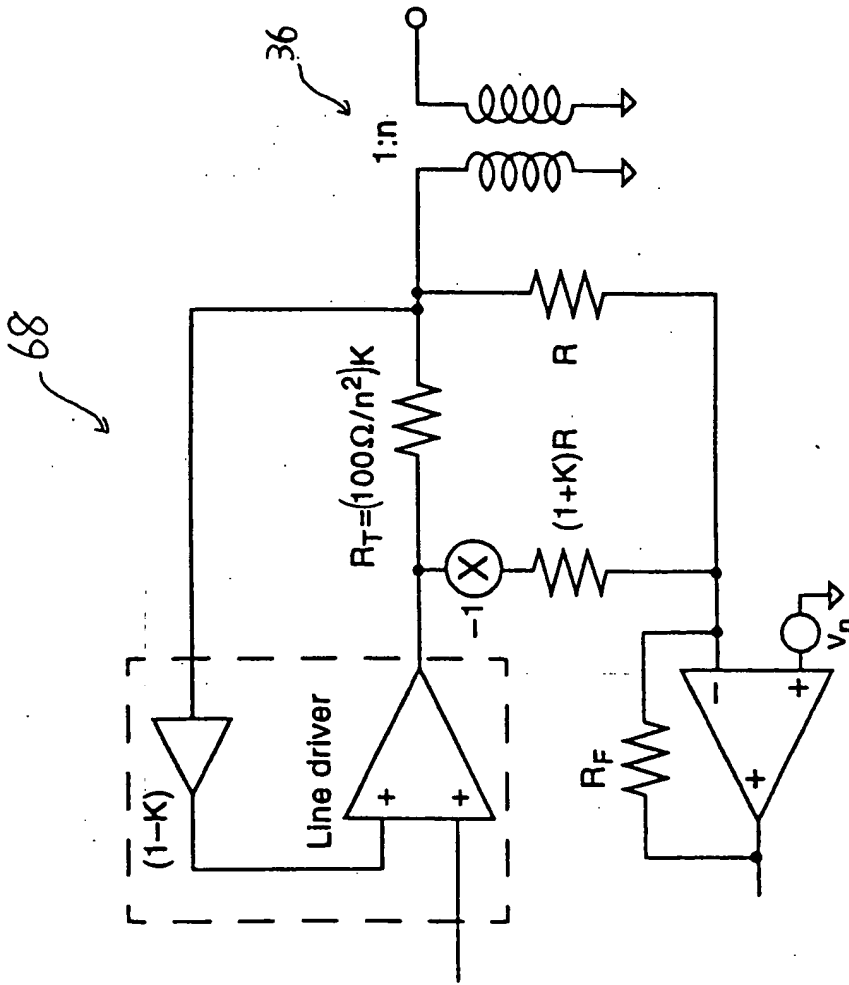 68
36
1:n
(1−K)
Line driver
+
+
R_T=(100Ω/n²)K
−1
X
(1+K)R
R
R_F
−
+
+
v_n